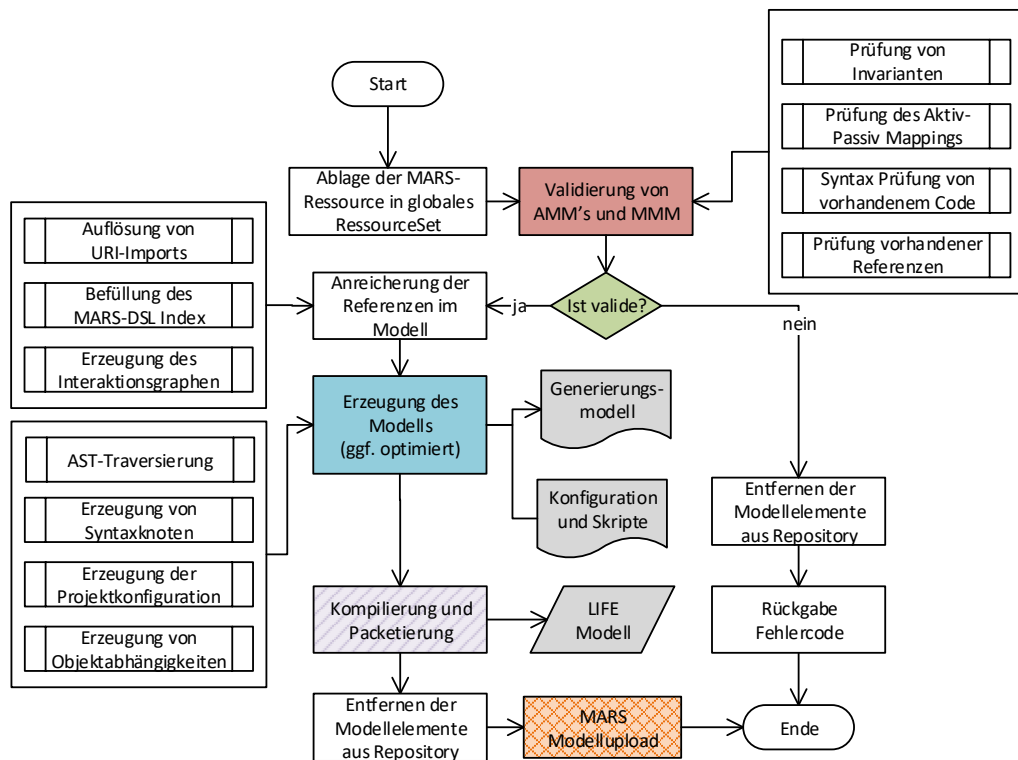 Start
Ablage der MARS-
Ressource in globales
RessourceSet
Validierung von
AMM's und MMM
Prüfung von
Invarianten
Prüfung des Aktiv-
Passiv Mappings
Syntax Prüfung von
vorhandenem Code
Prüfung vorhandener
Referenzen
Ist valide?
ja
nein
Anreicherung der
Referenzen im
Modell
Auflösung von
URI-Imports
Befüllung des
MARS-DSL Index
Erzeugung des
Interaktionsgraphen
Erzeugung des
Modells
(ggf. optimiert)
Generierungs-
modell
Konfiguration
und Skripte
AST-Traversierung
Erzeugung von
Syntaxknoten
Erzeugung der
Projektkonfiguration
Erzeugung von
Objektabhängigkeiten
Kompilierung und
Packetierung
LIFE
Modell
Entfernen der
Modellelemente
aus Repository
MARS
Modellupload
Entfernen der
Modellelemente
aus Repository
Rückgabe
Fehlercode
Ende